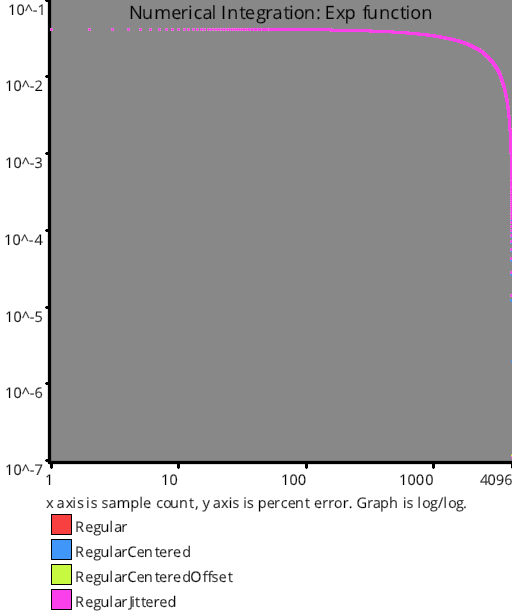 Numerical Integration: Exp function
10^-1
10^-2
10^-3
10^-4
10^-5
10^-6
10^-7
1 10 100 1000 4096
x axis is sample count, y axis is percent error. Graph is log/log.
Regular
RegularCentered
RegularCenteredOffset
RegularJittered